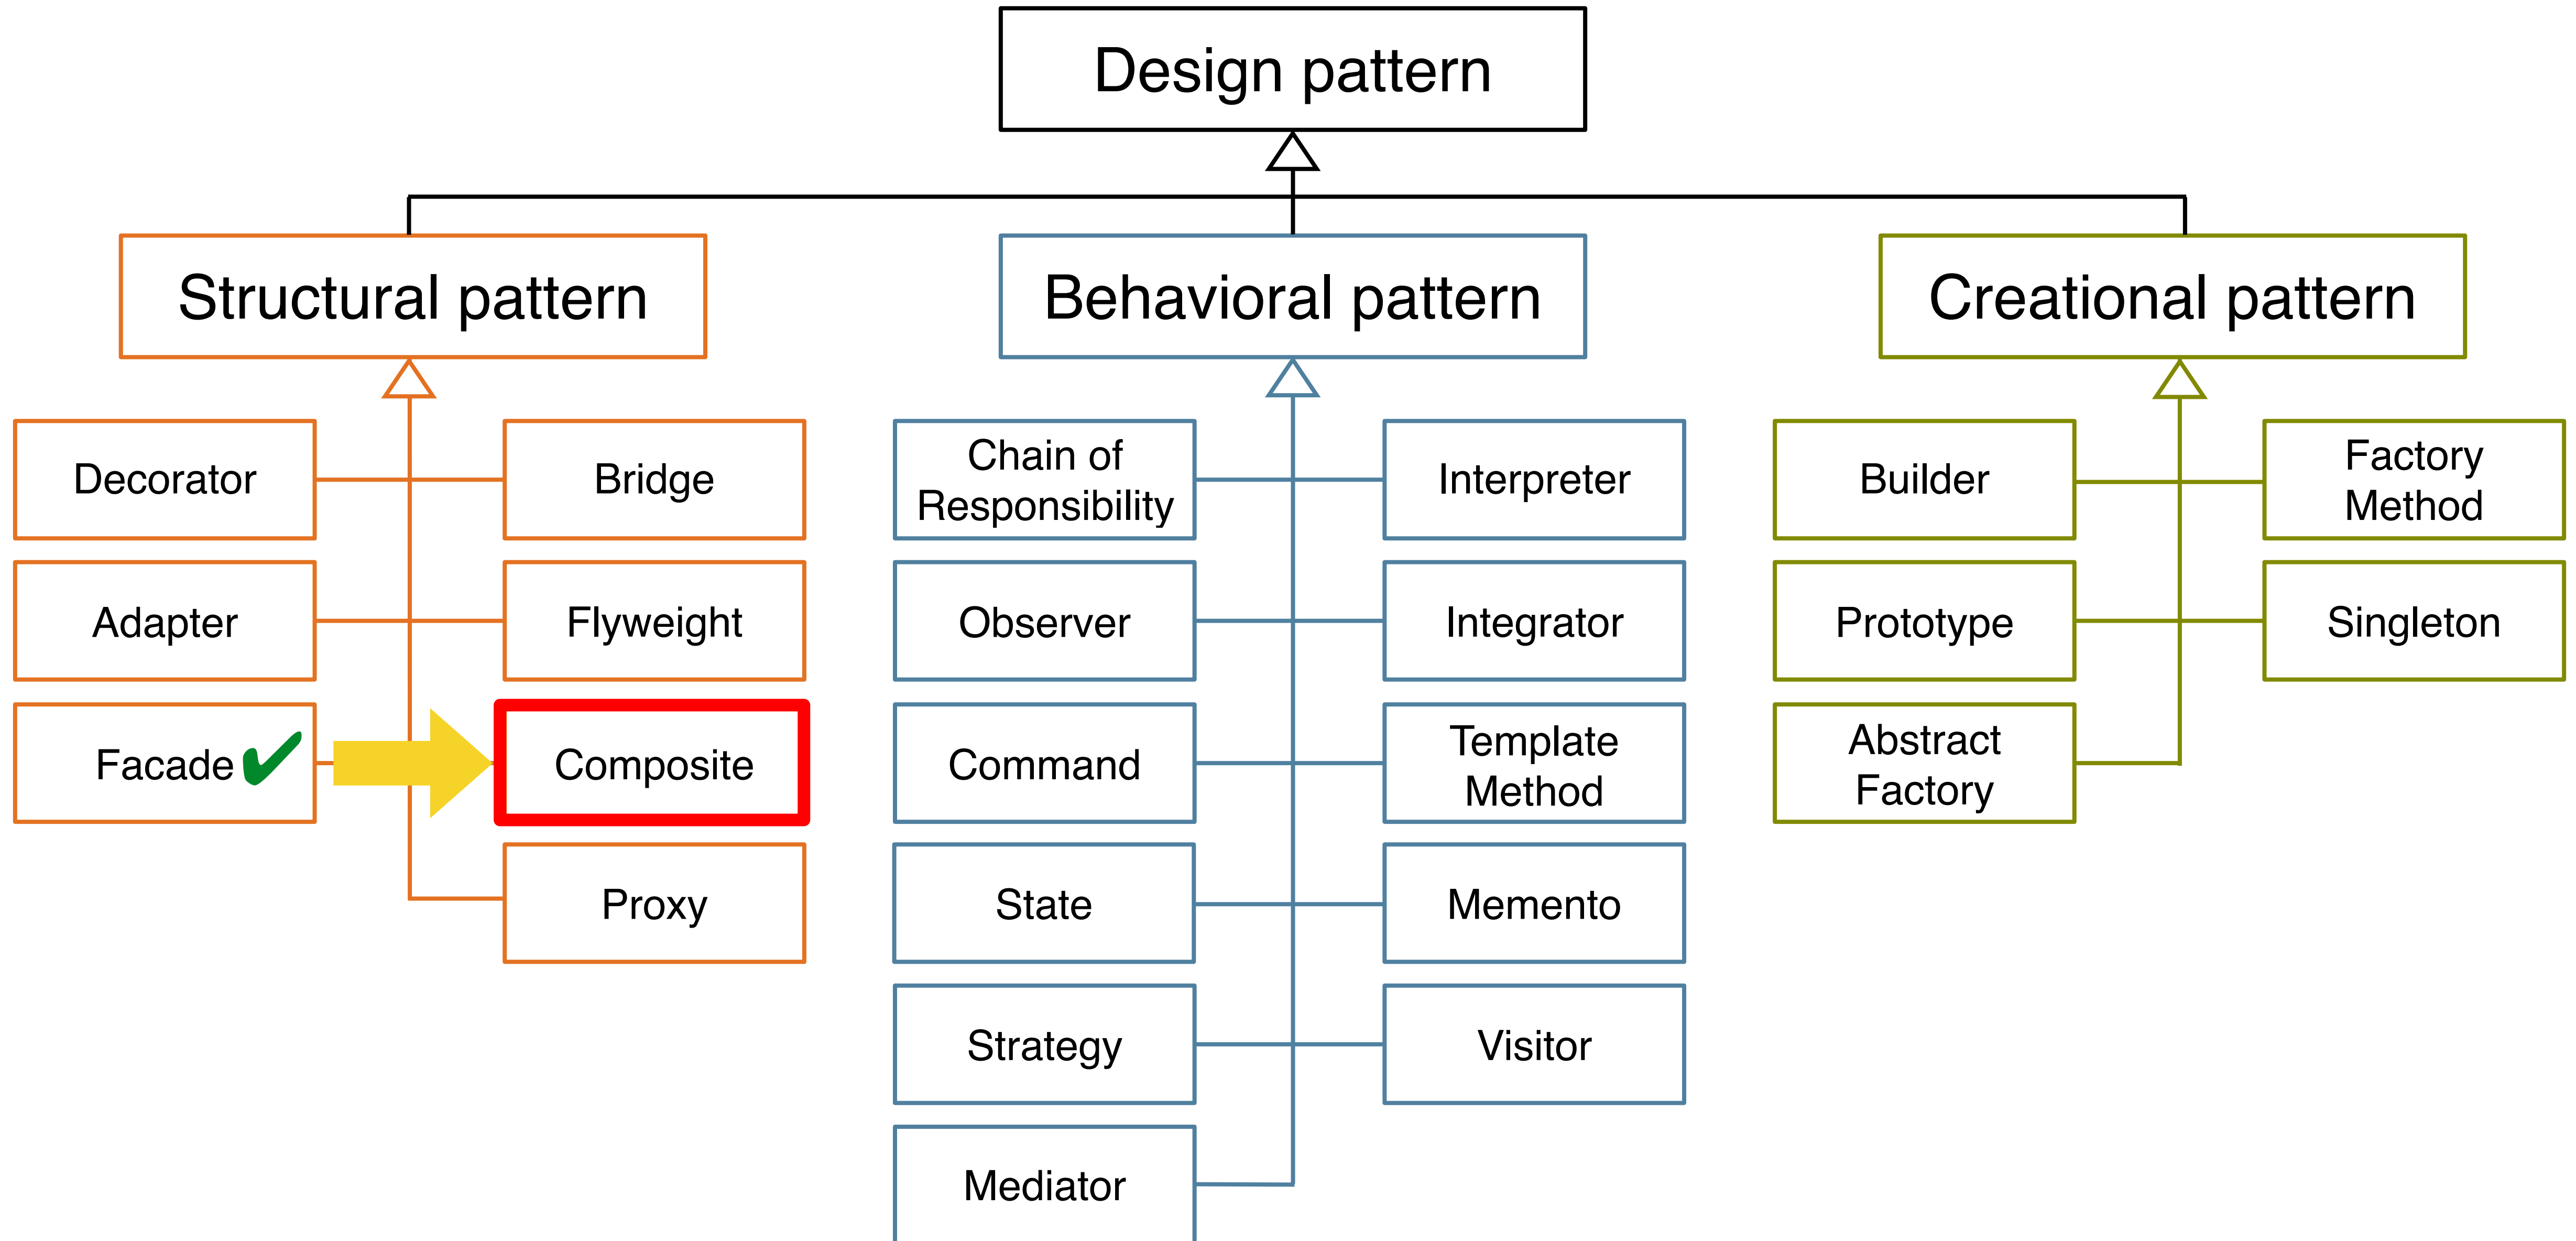 Design pattern
Structural pattern
Behavioral pattern
Creational pattern
Decorator
Bridge
Adapter
Flyweight
Facade
Composite
Proxy
Chain of
Responsibility
Interpreter
Observer
Integrator
Command
Template
Method
State
Memento
Strategy
Visitor
Mediator
Builder
Factory
Method
Prototype
Singleton
Abstract
Factory